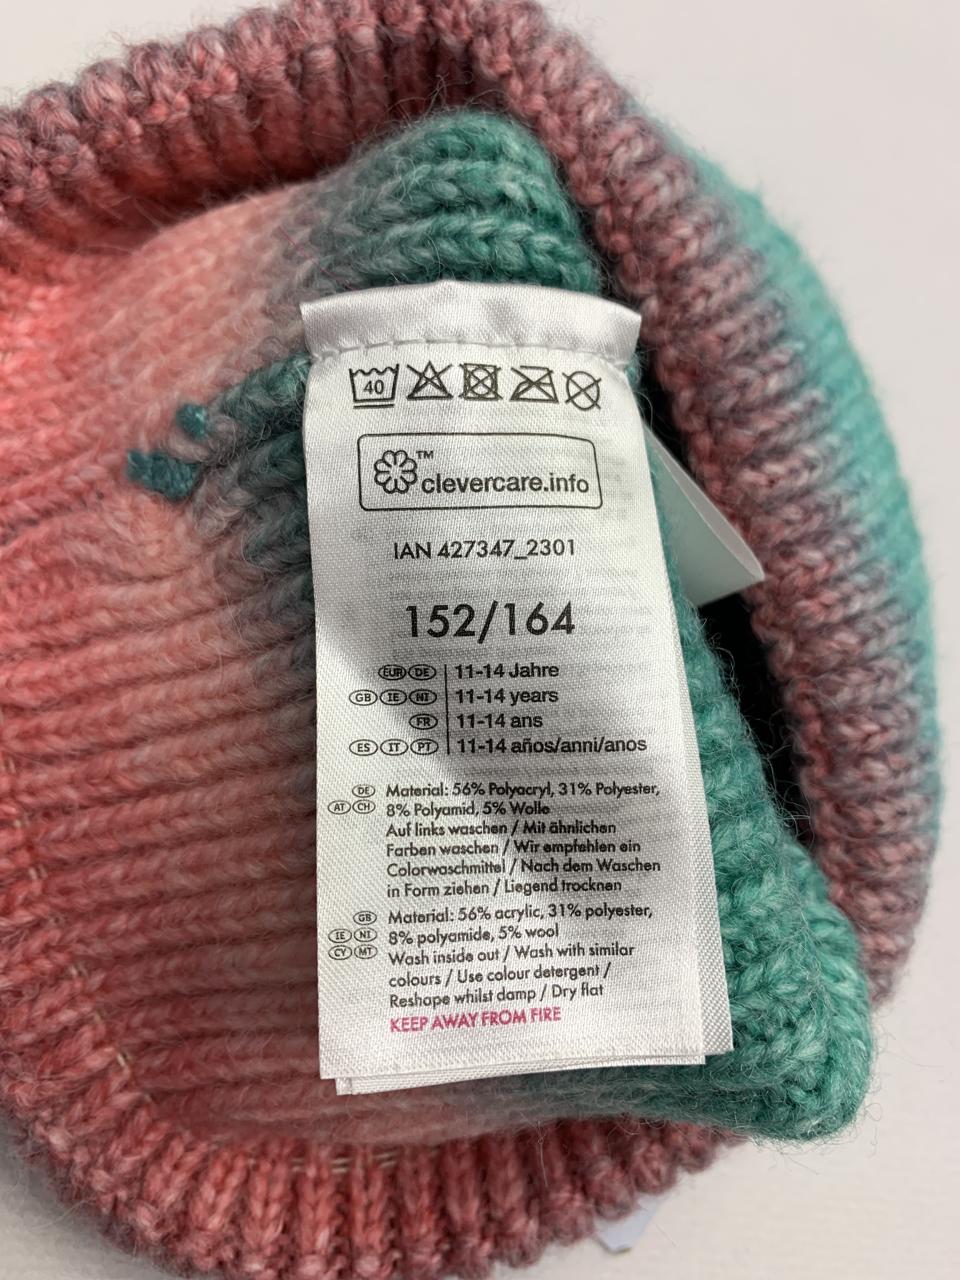 40
™
clevercare.info
IAN 427347_2301
152/164
EUR DE 11-14 Jahre
GB IE NI 11-14 years
FR 11-14 ans
ES IT PT 11-14 años/anni/anos
DE Material: 56% Polyacryl, 31% Polyester,
AT CH 8% Polyamid, 5% Wolle
Auf links waschen / Mit ähnlichen
Farben waschen / Wir empfehlen ein
Colorwaschmittel / Nach dem Waschen
in Form ziehen / Liegend trocknen
GB Material: 56% acrylic, 31% polyester,
IE NI 8% polyamide, 5% wool
CY MT Wash inside out / Wash with similar
colours / Use colour detergent /
Reshape whilst damp / Dry flat
KEEP AWAY FROM FIRE